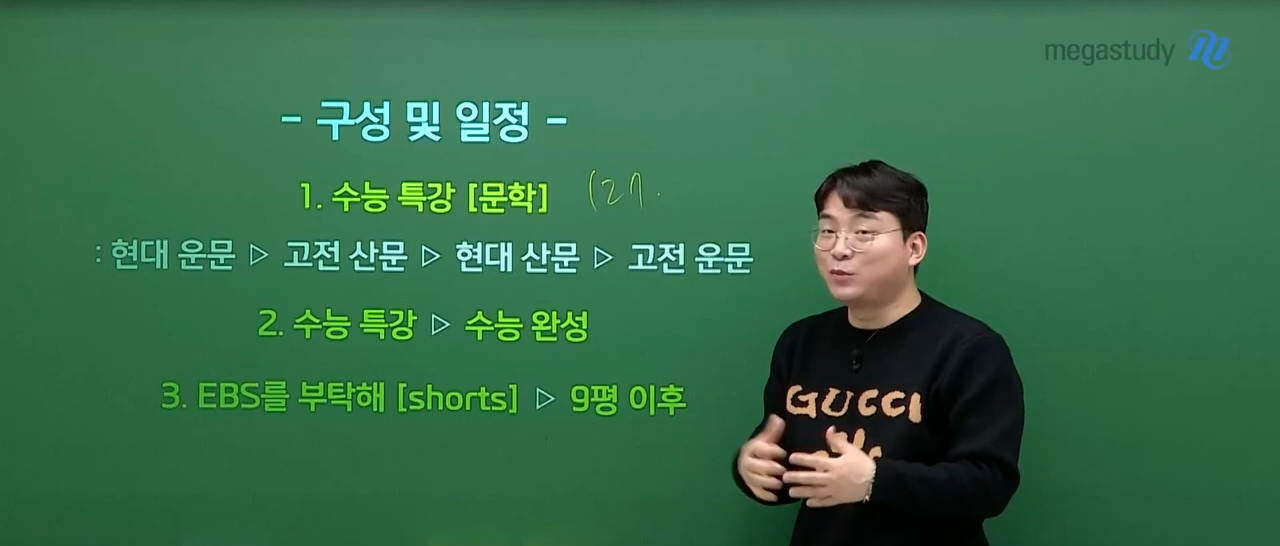 megastudy
- 구성 및 일정 -
1. 수능 특강 [문학]
: 현대 운문 ▷ 고전 산문 ▷ 현대 산문 ▷ 고전 운문
2. 수능 특강 ▷ 수능 완성
3. EBS를 부탁해 [shorts] ▷ 9평 이후
GUCCI